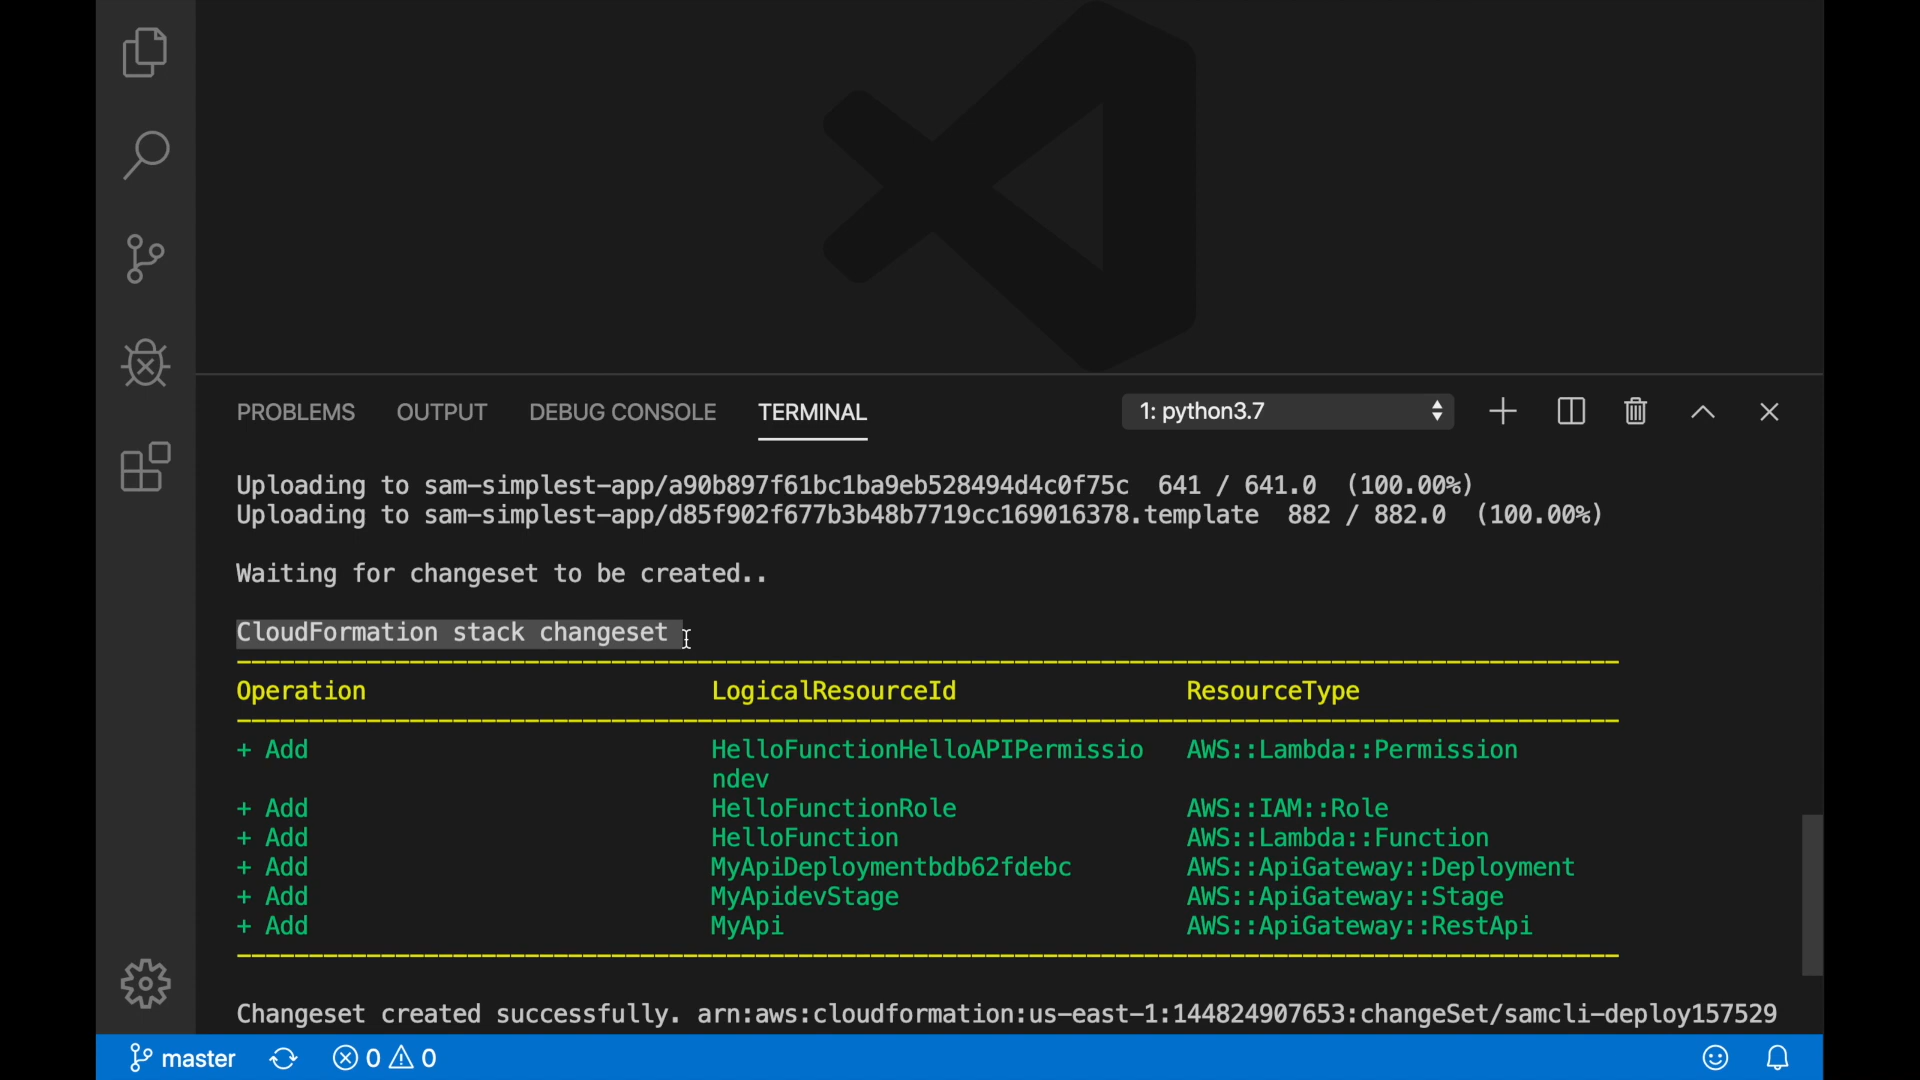 PROBLEMS OUTPUT DEBUG CONSOLE TERMINAL 1: python3.7
Uploading to sam-simplest-app/a90b897f61bc1ba9eb528494d4c0f75c 641 / 641.0 (100.00%)
Uploading to sam-simplest-app/d85f902f677b3b48b7719cc169016378.template 882 / 882.0 (100.00%)
Waiting for changeset to be created..
CloudFormation stack changeset
Operation LogicalResourceId ResourceType
+ Add HelloFunctionHelloAPIPermissio AWS::Lambda::Permission
ndev
+ Add HelloFunctionRole AWS::IAM::Role
+ Add HelloFunction AWS::Lambda::Function
+ Add MyApiDeploymentbdb62fdebc AWS::ApiGateway::Deployment
+ Add MyApidevStage AWS::ApiGateway::Stage
+ Add MyApi AWS::ApiGateway::RestApi
Changeset created successfully. arn:aws:cloudformation:us-east-1:144824907653:changeSet/samcli-deploy157529
master 0 0